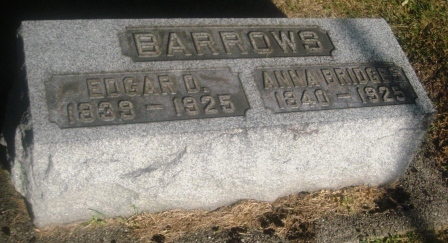 BARROWS
EDGAR D. ANNA BRIDGES
1839 - 1925 1840 - 1925